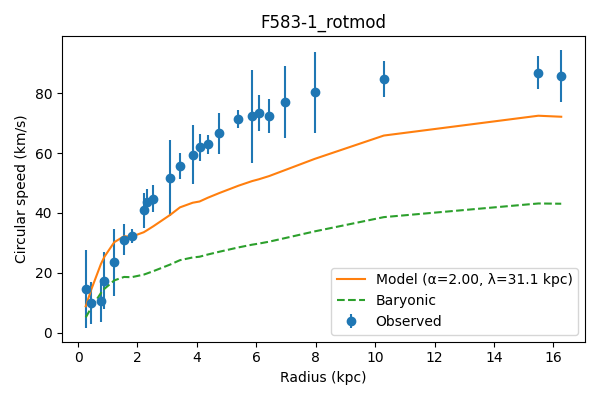 F583-1_rotmod
Circular speed (km/s)
80
60
40
20
0
Model (α=2.00, λ=31.1 kpc)
Baryonic
Observed
0 2 4 6 8 10 12 14 16
Radius (kpc)